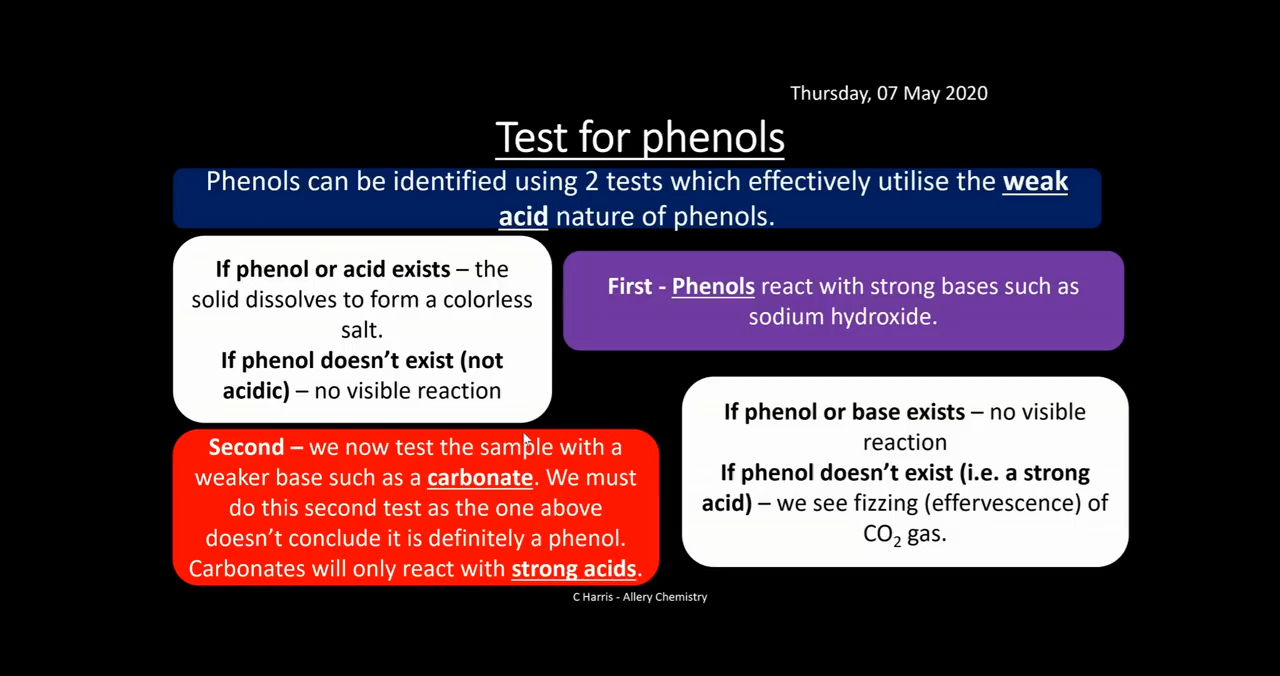 Thursday, 07 May 2020
Test for phenols
Phenols can be identified using 2 tests which effectively utilise the weak
acid nature of phenols.
If phenol or acid exists – the
solid dissolves to form a colorless
salt.
If phenol doesn’t exist (not
acidic) – no visible reaction
First - Phenols react with strong bases such as
sodium hydroxide.
Second – we now test the sample with a
weaker base such as a carbonate. We must
do this second test as the one above
doesn’t conclude it is definitely a phenol.
Carbonates will only react with strong acids.
If phenol or base exists – no visible
reaction
If phenol doesn’t exist (i.e. a strong
acid) – we see fizzing (effervescence) of
CO₂ gas.
C Harris - Allery Chemistry